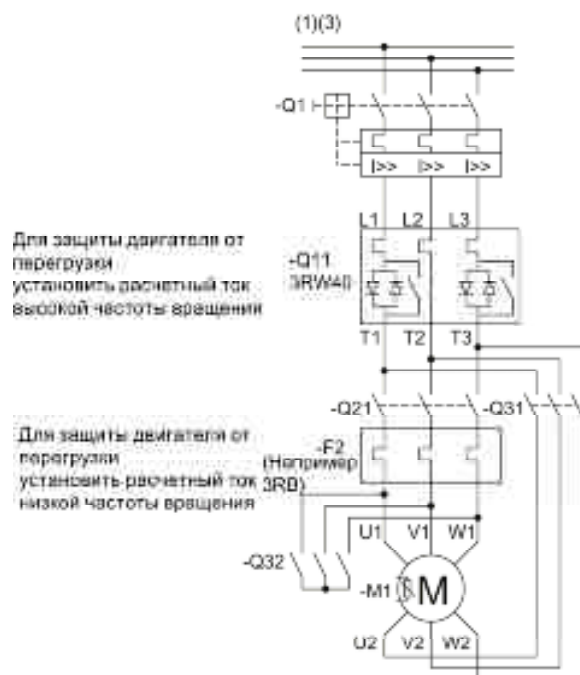 (1)(3)
-Q1
I>> I>> I>>
L1 L2 L3
Для защиты двигателя от
перегрузки
установить расчетный ток
высокой частоты вращения
-Q11
3RW40
T1 T2 T3
-Q21
-Q31
Для защиты двигателя от
перегрузки
установить расчетный ток
низкой частоты вращения
-F2
(Например
3RB)
U1 V1 W1
-Q32
-M1
M
U2 V2 W2